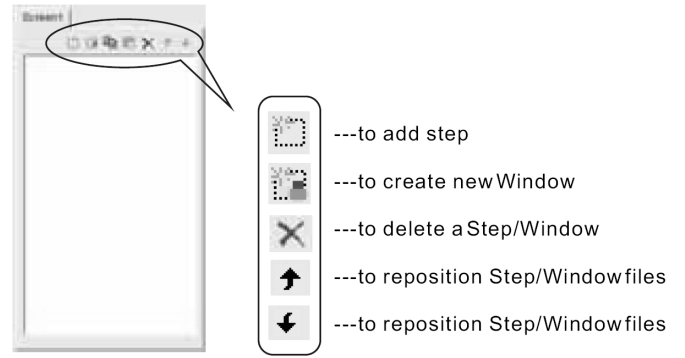 Screen1
---to add step
---to create new Window
---to delete a Step/Window
---to reposition Step/Window files
---to reposition Step/Window files